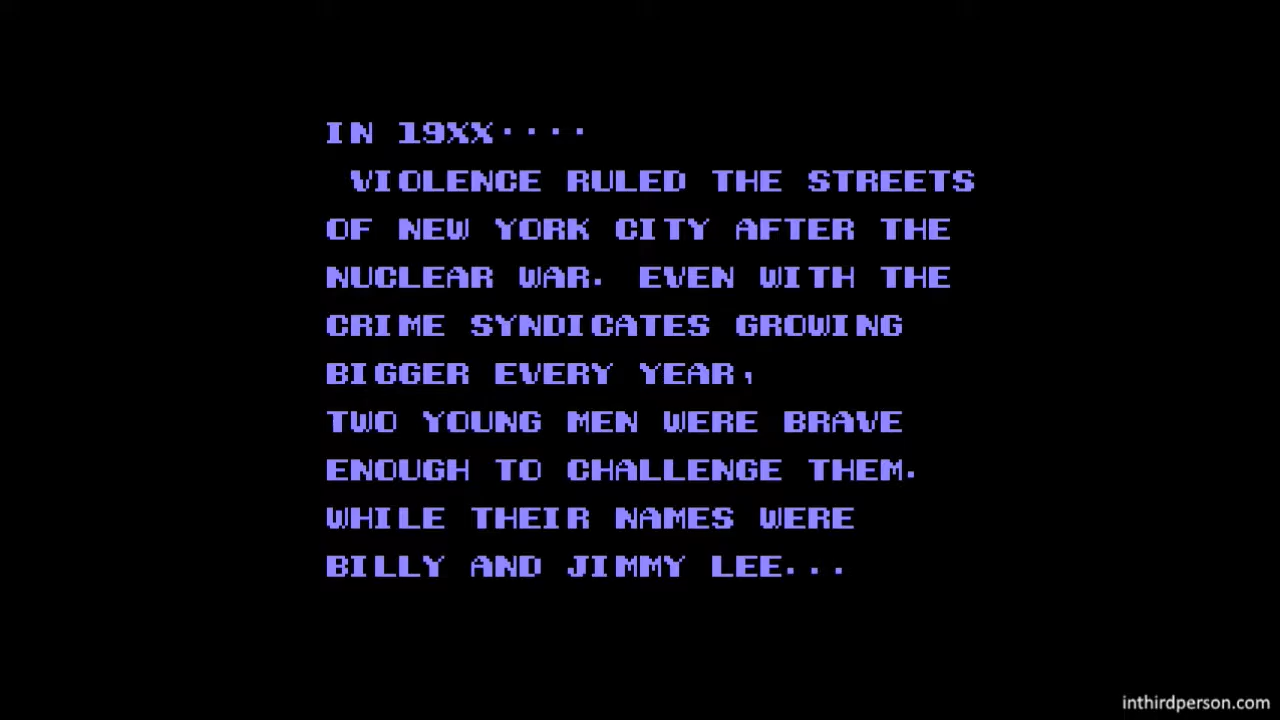 IN 19XX····
VIOLENCE RULED THE STREETS
OF NEW YORK CITY AFTER THE
NUCLEAR WAR. EVEN WITH THE
CRIME SYNDICATES GROWING
BIGGER EVERY YEAR,
TWO YOUNG MEN WERE BRAVE
ENOUGH TO CHALLENGE THEM.
WHILE THEIR NAMES WERE
BILLY AND JIMMY LEE...
inthirdperson.com